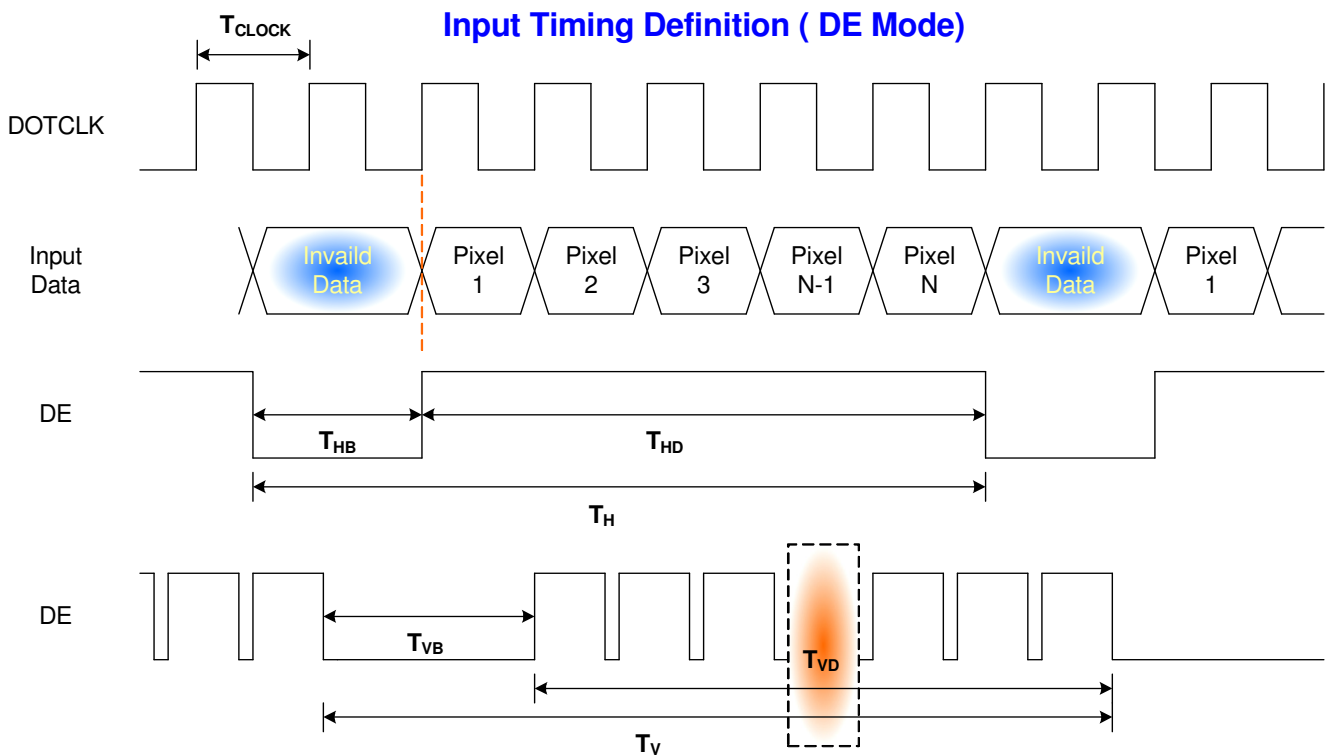 Input Timing Definition ( DE Mode)
TCLOCK
DOTCLK
Input
Data
Invaild
Data
Pixel
1
Pixel
2
Pixel
3
Pixel
N-1
Pixel
N
Invaild
Data
Pixel
1
DE
THB
THD
TH
DE
TVB
TVD
TV